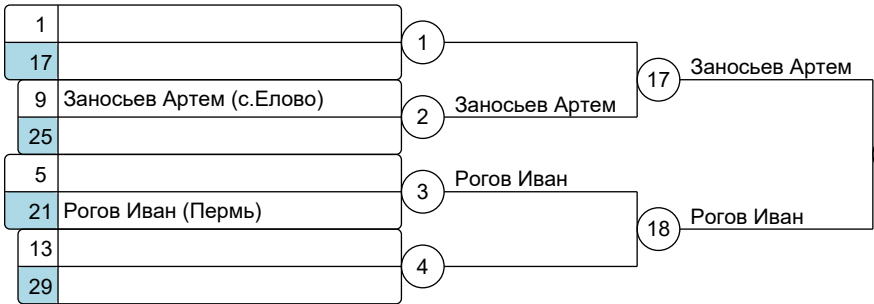 1
17
1
9 Заносьев Артем (с.Елово)
25
2
Заносьев Артем
17
Заносьев Артем
5
21 Рогов Иван (Пермь)
3
Рогов Иван
13
29
4
18
Рогов Иван